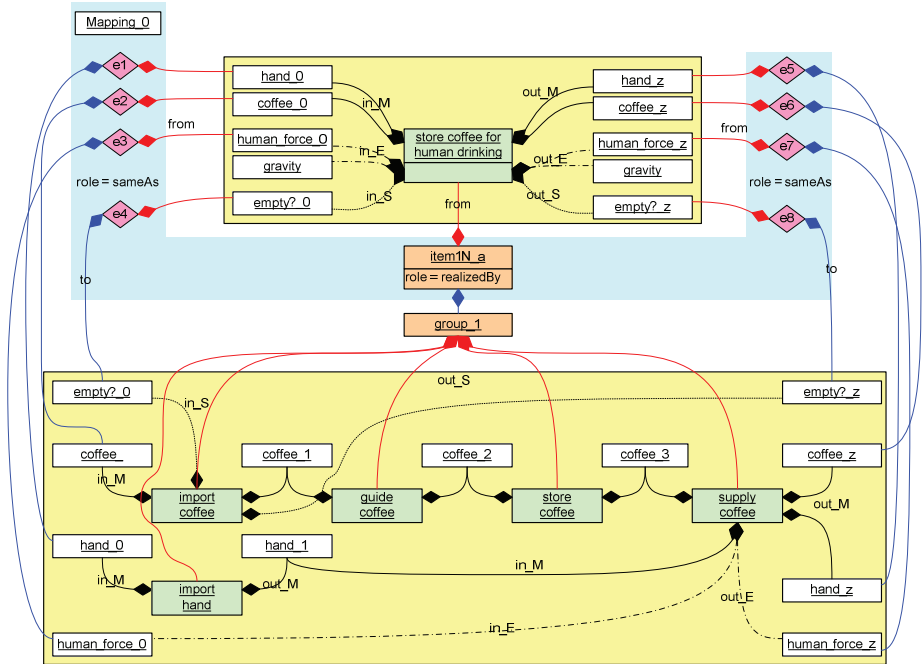 Mapping_0
e1
e2
e3
e4
from
role = sameAs
to
hand_0
coffee_0
human_force_0
gravity
empty?_0
in_M
in_E
in_S
store coffee for
human drinking
from
out_M
out_E
out_S
hand_z
coffee_z
human_force_z
gravity
empty?_z
e5
e6
e7
e8
from
role = sameAs
to
item1N_a
role = realizedBy
group_1
empty?_0
in_S
out_S
empty?_z
coffee_
coffee_1
coffee_2
coffee_3
coffee_z
in_M
import
coffee
guide
coffee
store
coffee
supply
coffee
out_M
hand_0
hand_1
in_M
import
hand
out_M
in_M
hand_z
out_E
in_E
human_force_0
human_force_z